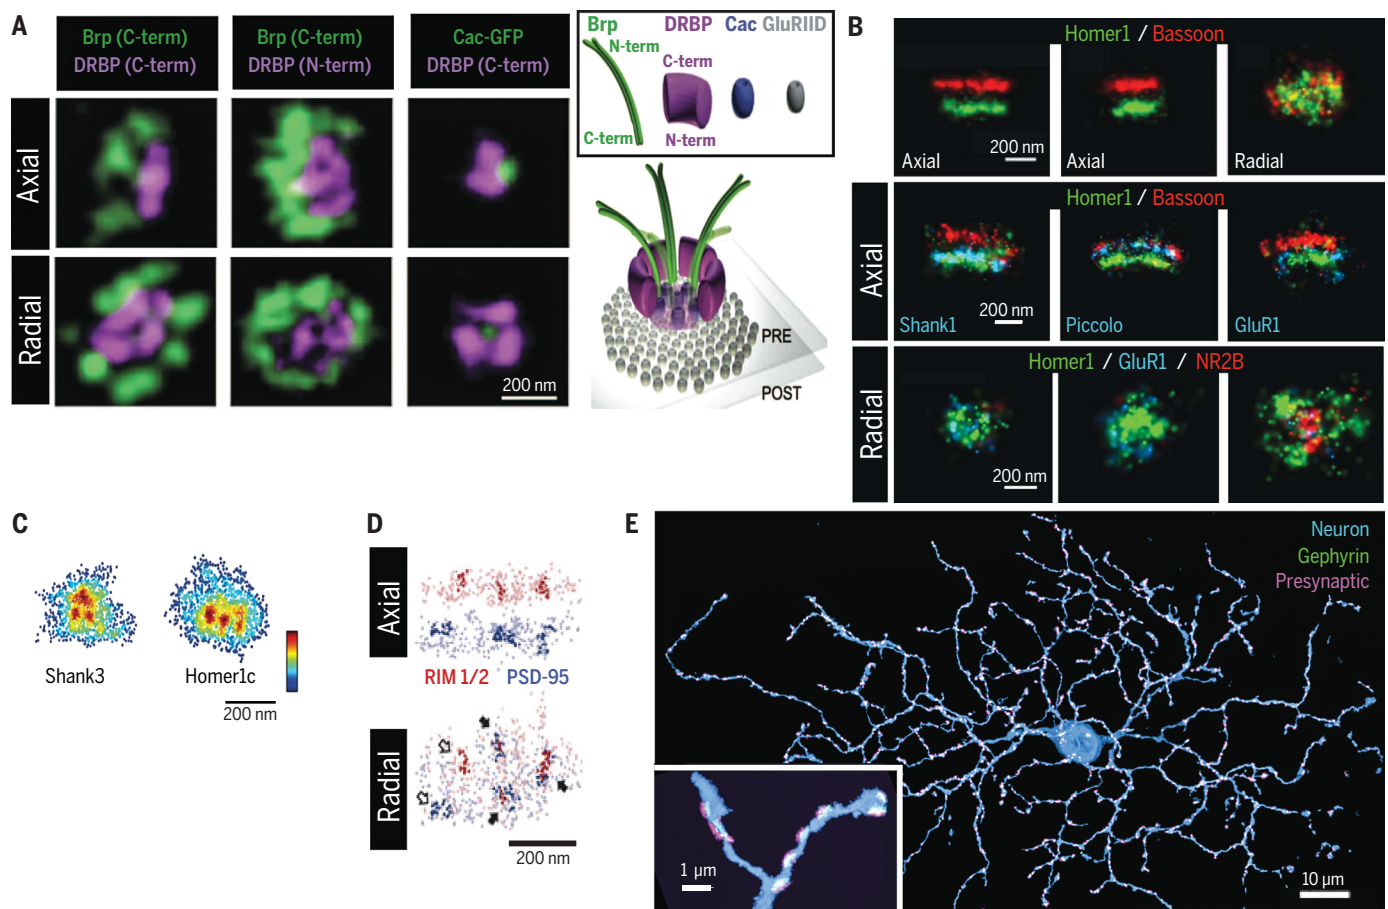 A
Brp (C-term)
DRBP (C-term)
Brp (C-term)
DRBP (N-term)
Cac-GFP
DRBP (C-term)
Axial
Radial
200 nm
Brp DRBP Cac GluRIID
N-term
C-term
C-term
N-term
PRE
POST
B
Homer1 / Bassoon
Axial
200 nm
Axial
Radial
Axial
Homer1 / Bassoon
200 nm
Shank1
Piccolo
GluR1
Radial
Homer1 / GluR1 / NR2B
200 nm
C
Shank3
Homer1c
200 nm
D
Axial
RIM 1/2 PSD-95
Radial
200 nm
E
Neuron
Gephyrin
Presynaptic
1 µm
10 µm